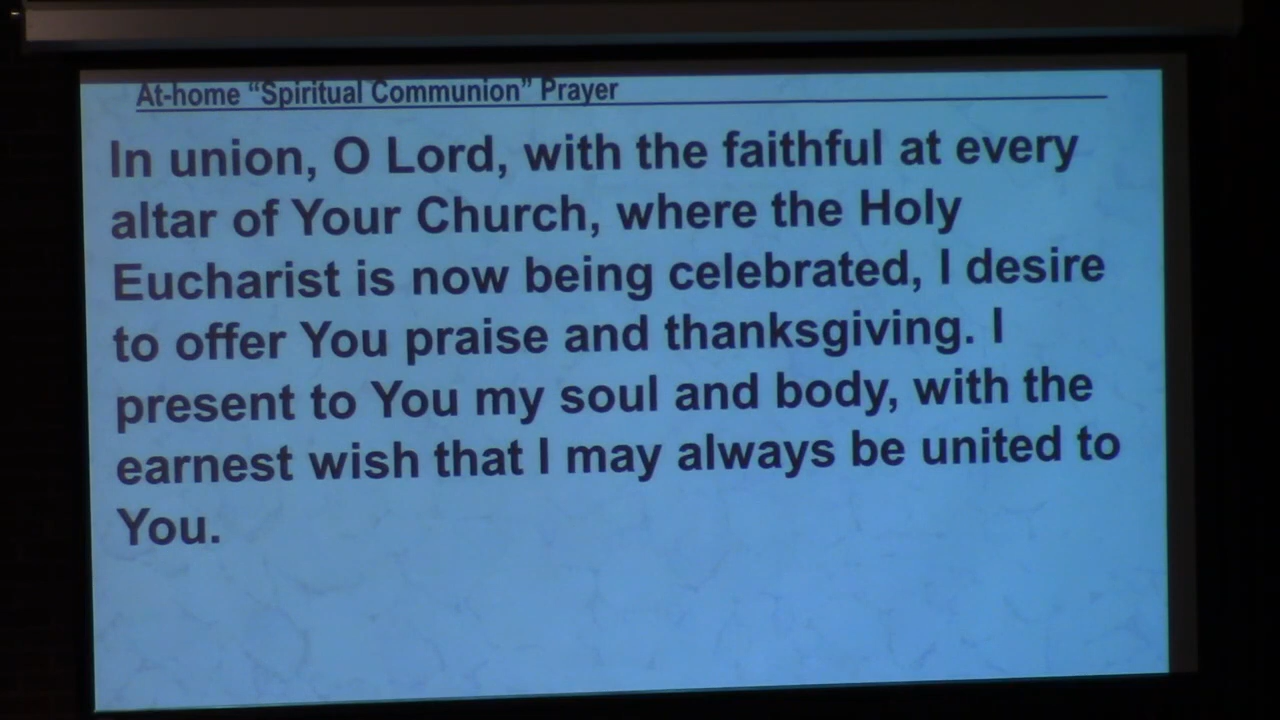 At-home “Spiritual Communion” Prayer
In union, O Lord, with the faithful at every
altar of Your Church, where the Holy
Eucharist is now being celebrated, I desire
to offer You praise and thanksgiving. I
present to You my soul and body, with the
earnest wish that I may always be united to
You.